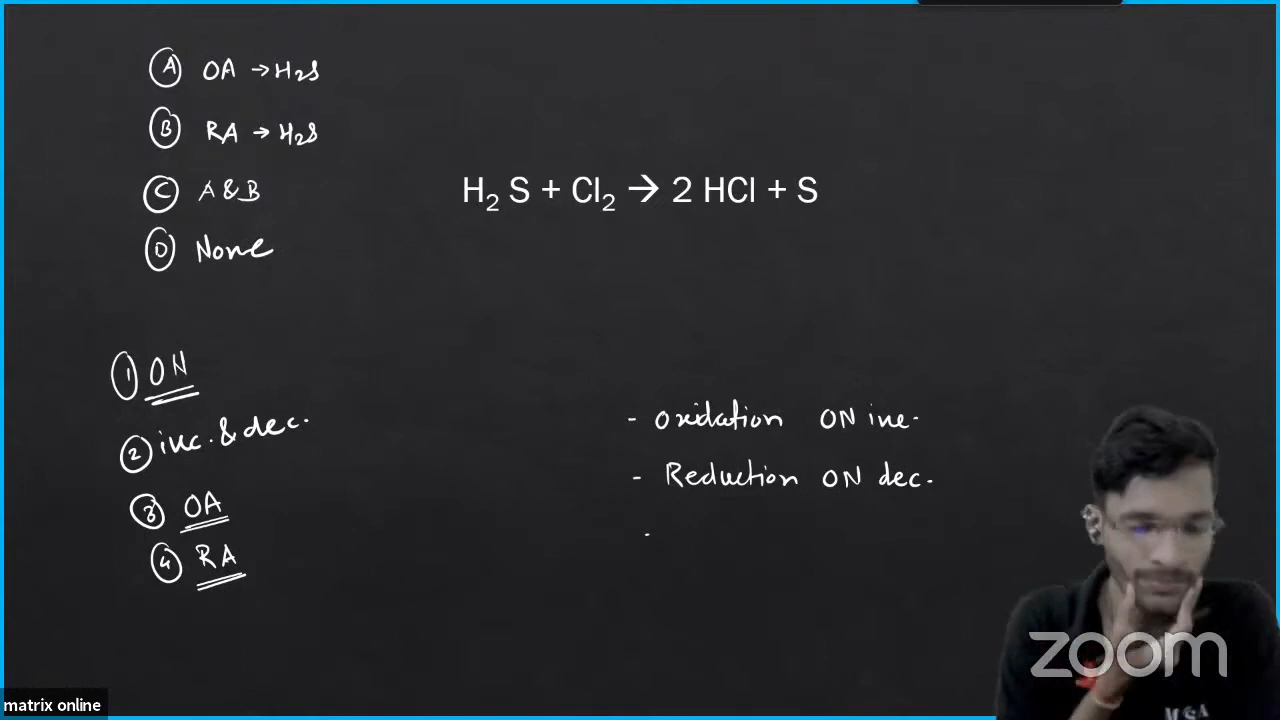 Ⓐ OA → H₂S
Ⓑ RA → H₂S
Ⓒ A & B
Ⓓ None
H₂ S + Cl₂ → 2 HCl + S
① ON
② inc. & dec.
③ OA
④ RA
- Oxidation ON inc.
- Reduction ON dec.
zoom
M&A
matrix online